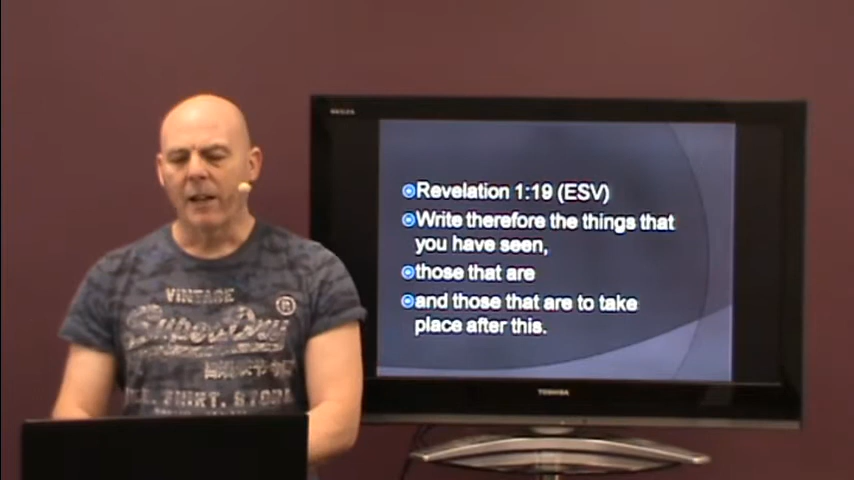 Revelation 1:19 (ESV)
Write therefore the things that
you have seen,
those that are
and those that are to take
place after this.
TOSHIBA
VINTAGE
SuperDry